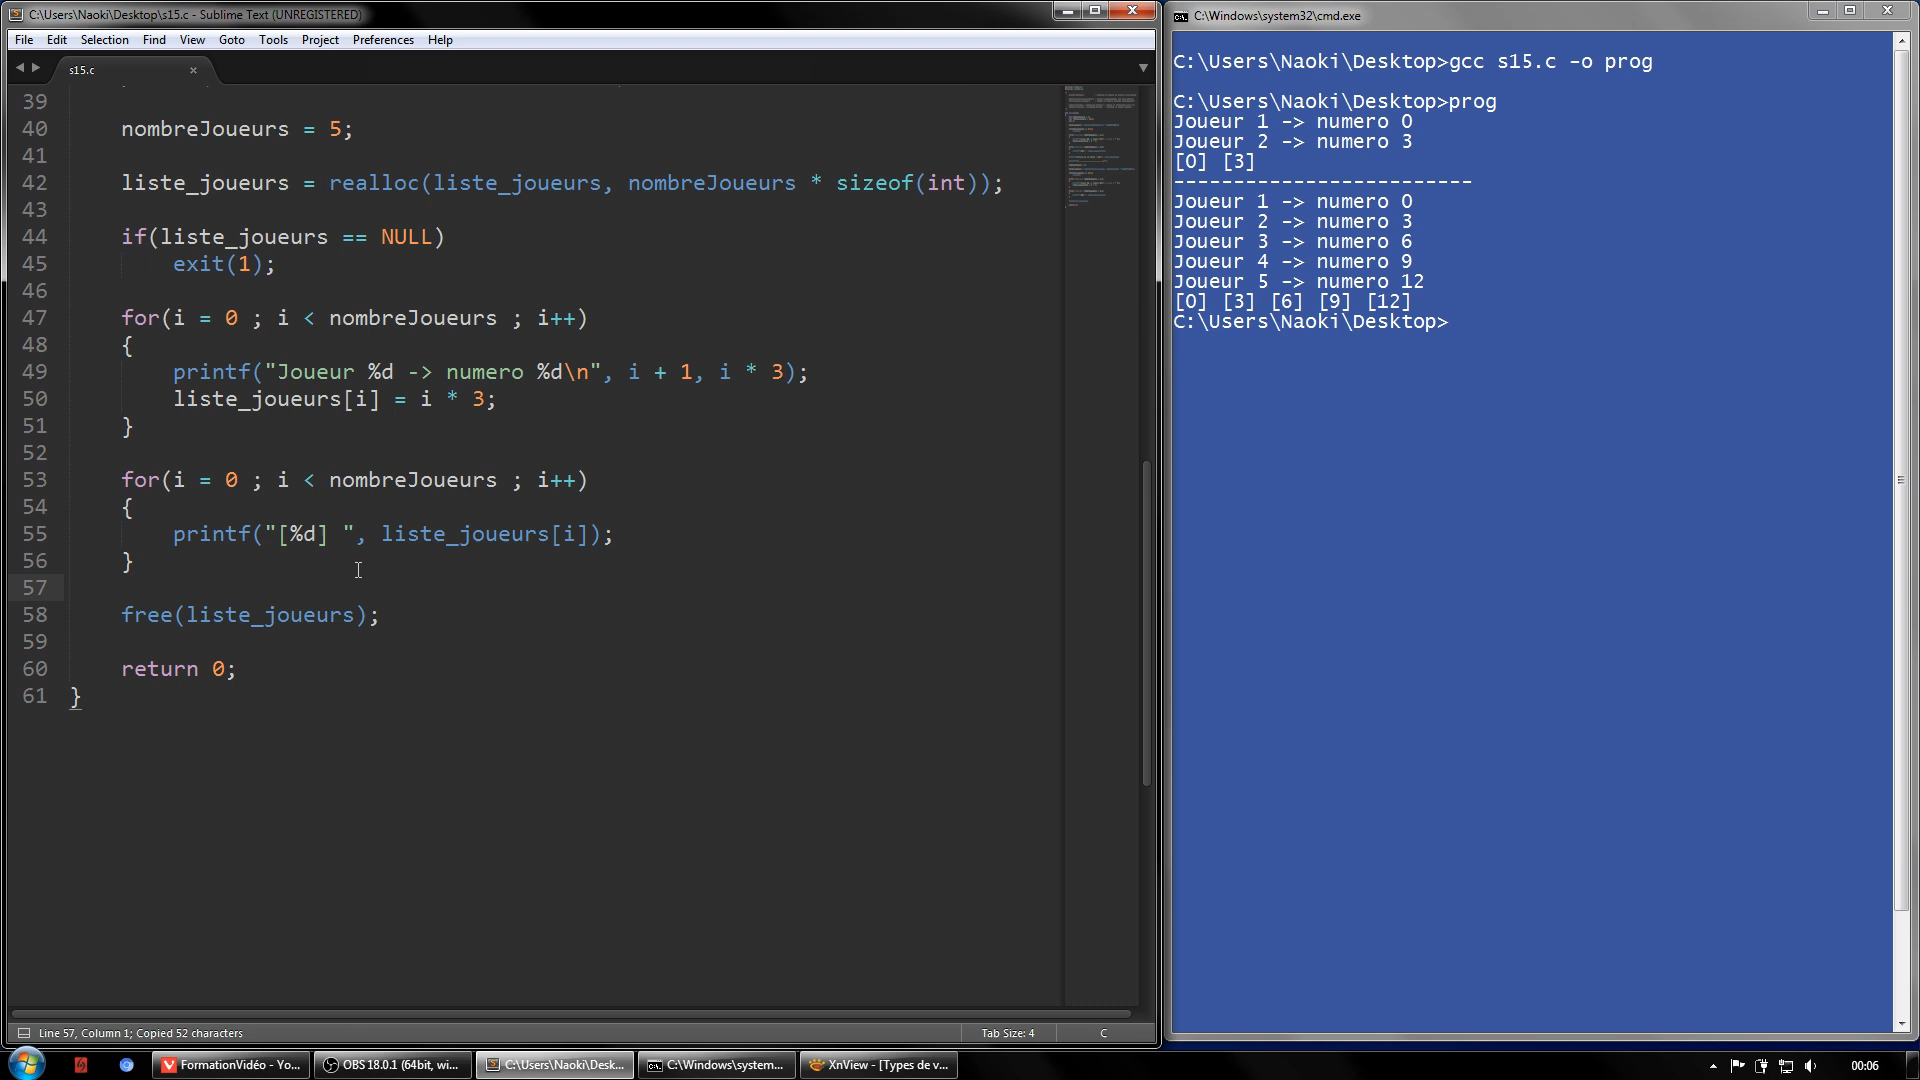 C:\Users\Naoki\Desktop\s15.c - Sublime Text (UNREGISTERED)
File Edit Selection Find View Goto Tools Project Preferences Help
s15.c
39
40 nombreJoueurs = 5;
41
42 liste_joueurs = realloc(liste_joueurs, nombreJoueurs * sizeof(int));
43
44 if(liste_joueurs == NULL)
45 exit(1);
46
47 for(i = 0 ; i < nombreJoueurs ; i++)
48 {
49 printf("Joueur %d -> numero %d\n", i + 1, i * 3);
50 liste_joueurs[i] = i * 3;
51 }
52
53 for(i = 0 ; i < nombreJoueurs ; i++)
54 {
55 printf("[%d] ", liste_joueurs[i]);
56 }
57
58 free(liste_joueurs);
59
60 return 0;
61 }
Line 57, Column 1; Copied 52 characters
Tab Size: 4
C
C:\Windows\system32\cmd.exe
C:\Users\Naoki\Desktop>gcc s15.c -o prog
C:\Users\Naoki\Desktop>prog
Joueur 1 -> numero 0
Joueur 2 -> numero 3
[0] [3]
-------------------------
Joueur 1 -> numero 0
Joueur 2 -> numero 3
Joueur 3 -> numero 6
Joueur 4 -> numero 9
Joueur 5 -> numero 12
[0] [3] [6] [9] [12]
C:\Users\Naoki\Desktop>
FormationVidéo - Yo...
OBS 18.0.1 (64bit, wi...
C:\Users\Naoki\Desk...
C:\Windows\system...
XnView - [Types de v...
00:06